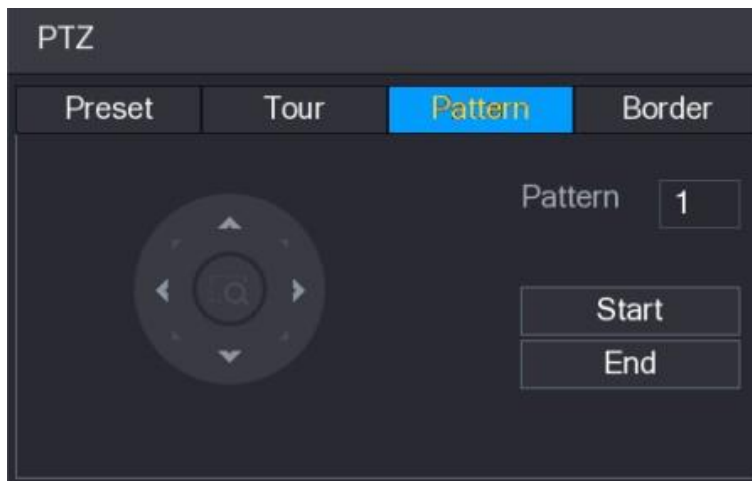 PTZ
Preset Tour Pattern Border
Pattern 1
Start
End